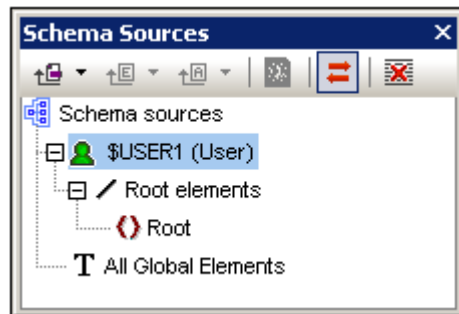 Schema Sources
Schema sources
$USER1 (User)
Root elements
Root
T All Global Elements